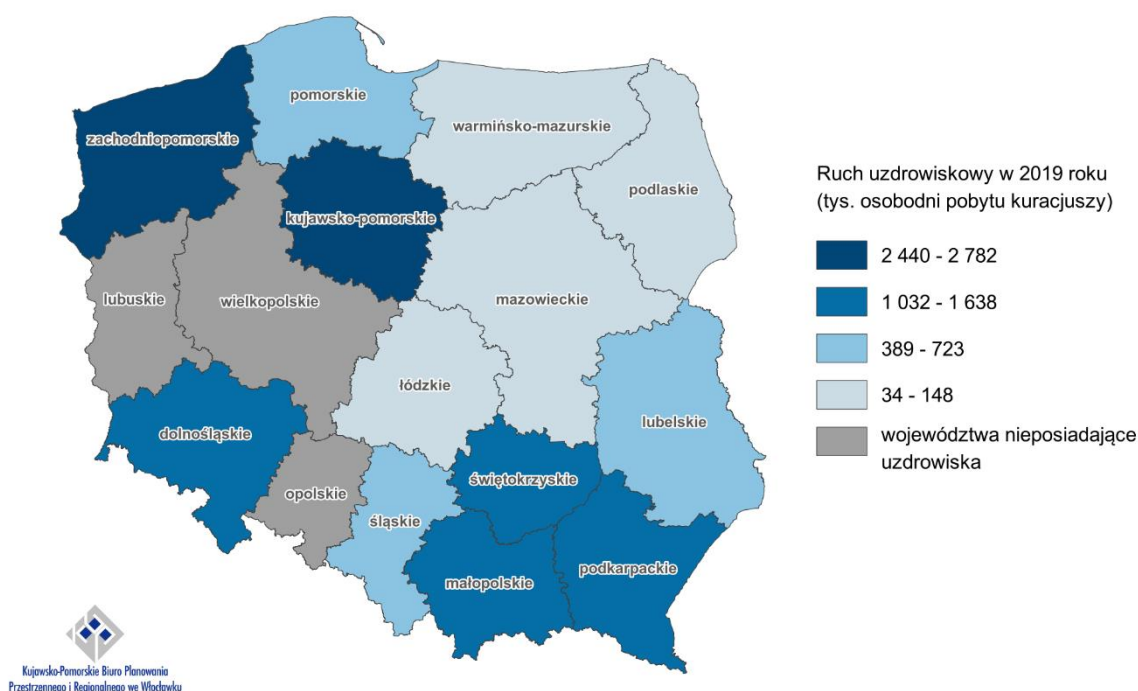 pomorskie
zachodniopomorskie
warmińsko-mazurskie
podlaskie
kujawsko-pomorskie
lubuskie
wielkopolskie
mazowieckie
łódzkie
lubelskie
dolnośląskie
opolskie
śląskie
świętokrzyskie
małopolskie
podkarpackie
Ruch uzdrowiskowy w 2019 roku
(tys. osobodni pobytu kuracjuszy)
2 440 - 2 782
1 032 - 1 638
389 - 723
34 - 148
województwa nieposiadające
uzdrowiska
Kujawsko-Pomorskie Biuro Planowania
Przestrzennego i Regionalnego we Włocławku